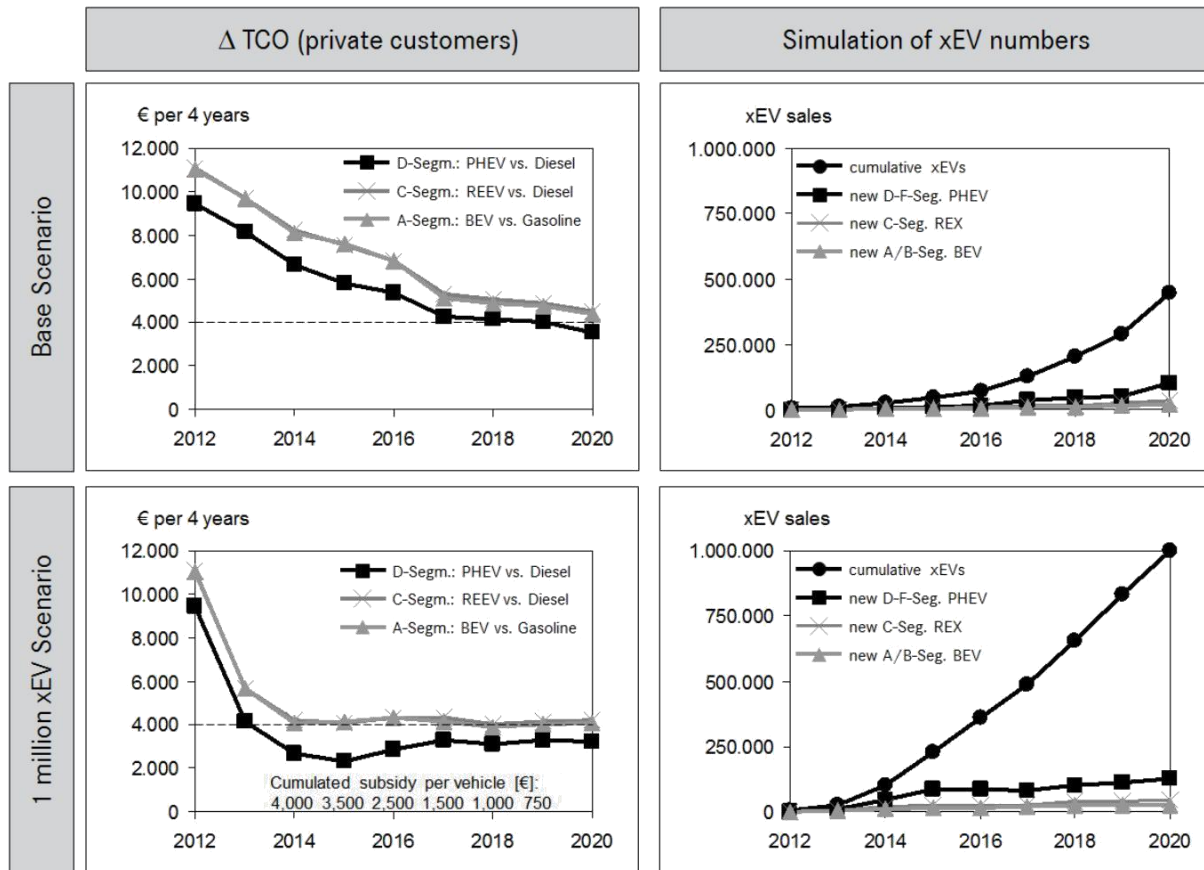 Δ TCO (private customers)
Simulation of xEV numbers
Base Scenario
€ per 4 years
12.000
10.000
8.000
6.000
4.000
2.000
0
2012 2014 2016 2018 2020
D-Segm.: PHEV vs. Diesel
C-Segm.: REEV vs. Diesel
A-Segm.: BEV vs. Gasoline
xEV sales
1.000.000
750.000
500.000
250.000
0
2012 2014 2016 2018 2020
cumulative xEVs
new D-F-Seg. PHEV
new C-Seg. REX
new A/B-Seg. BEV
1 million xEV Scenario
€ per 4 years
12.000
10.000
8.000
6.000
4.000
2.000
0
2012 2014 2016 2018 2020
D-Segm.: PHEV vs. Diesel
C-Segm.: REEV vs. Diesel
A-Segm.: BEV vs. Gasoline
Cumulated subsidy per vehicle [€]:
4,000 3,500 2,500 1,500 1,000 750
xEV sales
1.000.000
750.000
500.000
250.000
0
2012 2014 2016 2018 2020
cumulative xEVs
new D-F-Seg. PHEV
new C-Seg. REX
new A/B-Seg. BEV